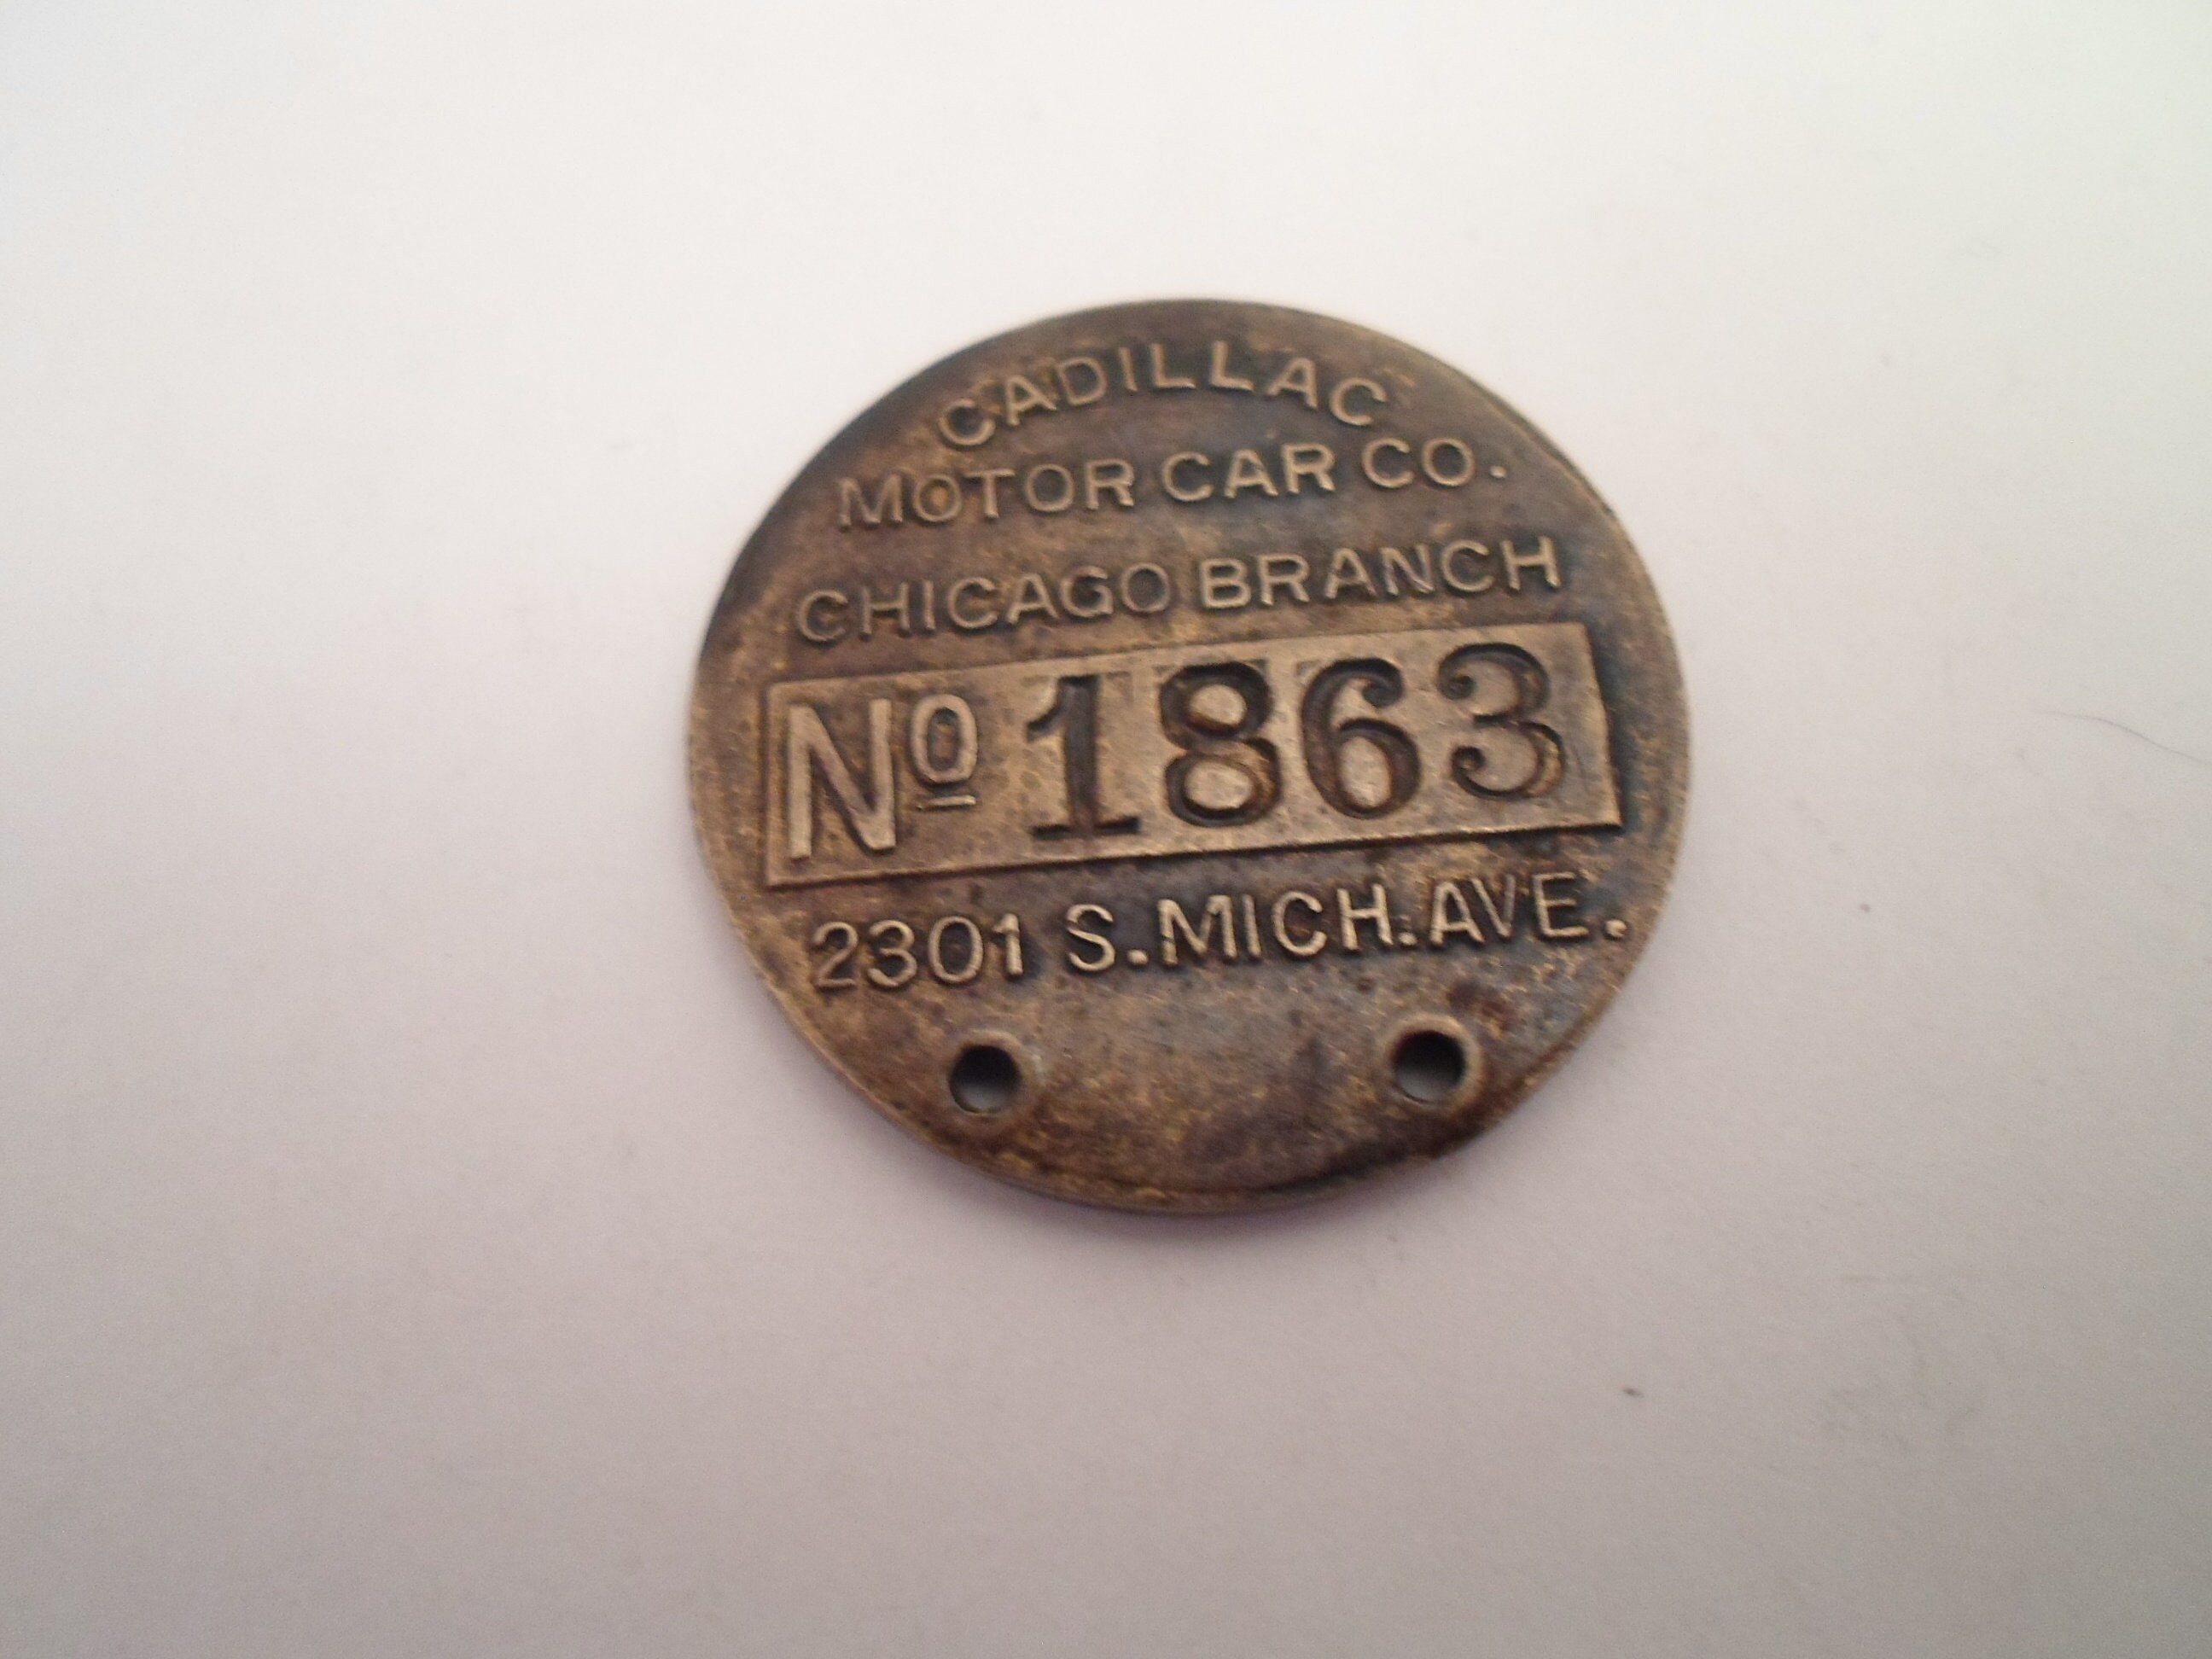 CADILLAC
MOTOR CAR CO.
CHICAGO BRANCH
Nº 1863
2301 S. MICH. AVE.